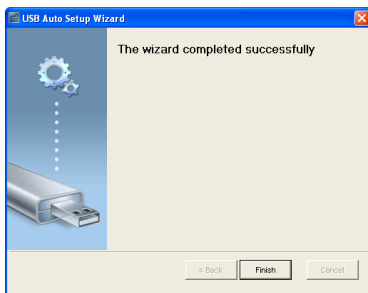 USB Auto Setup Wizard
The wizard completed successfully
< Back Finish Cancel